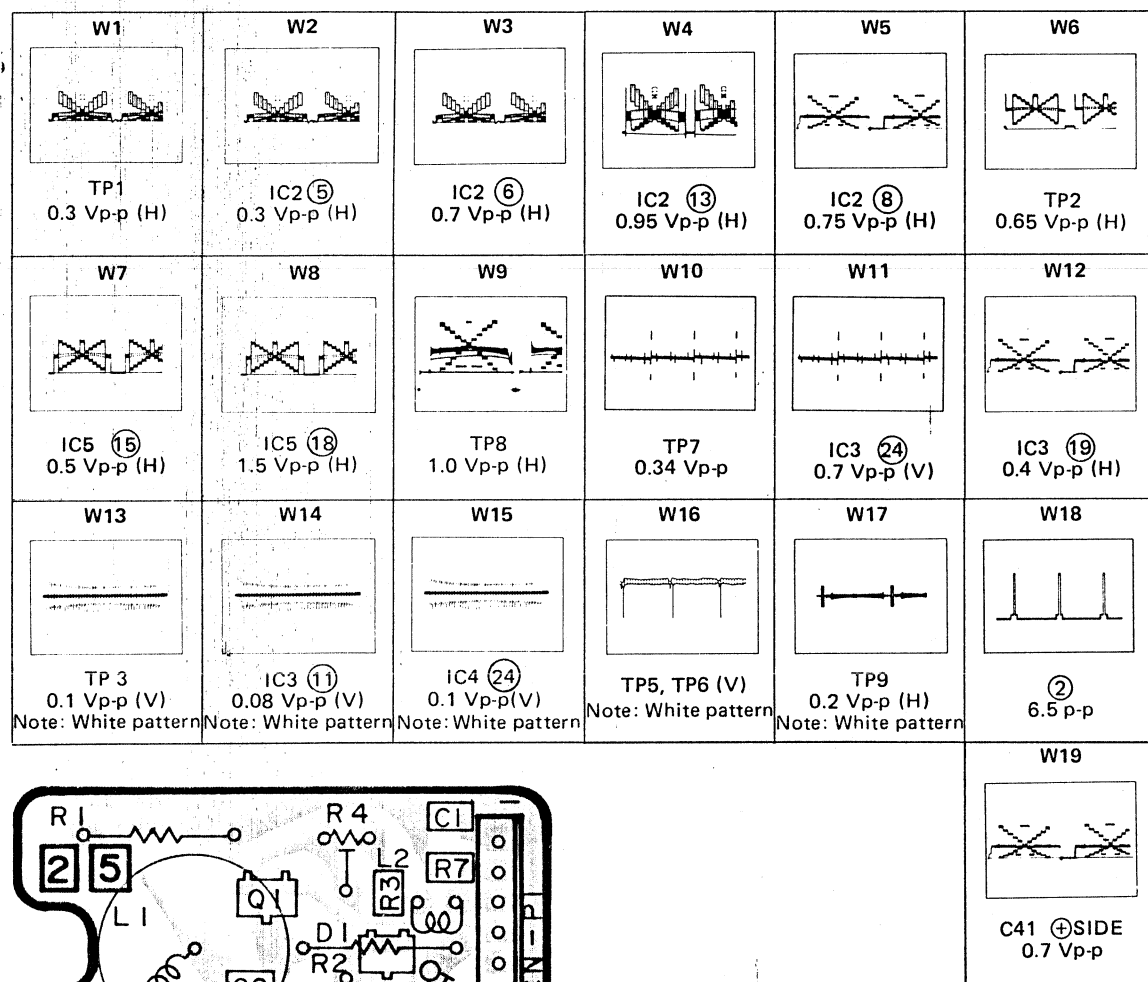 W1
TP1
0.3 Vp-p (H)
W2
IC2 ⑤
0.3 Vp-p (H)
W3
IC2 ⑥
0.7 Vp-p (H)
W4
IC2 ⑬
0.95 Vp-p (H)
W5
IC2 ⑧
0.75 Vp-p (H)
W6
TP2
0.65 Vp-p (H)
W7
IC5 ⑮
0.5 Vp-p (H)
W8
IC5 ⑱
1.5 Vp-p (H)
W9
TP8
1.0 Vp-p (H)
W10
TP7
0.34 Vp-p
W11
IC3 ㉔
0.7 Vp-p (V)
W12
IC3 ⑲
0.4 Vp-p (H)
W13
TP 3
0.1 Vp-p (V)
Note: White pattern
W14
IC3 ⑪
0.08 Vp-p (V)
Note: White pattern
W15
IC4 ㉔
0.1 Vp-p(V)
Note: White pattern
W16
TP5, TP6 (V)
Note: White pattern
W17
TP9
0.2 Vp-p (H)
Note: White pattern
W18
②
6.5 p-p
W19
C41 ⊕SIDE
0.7 Vp-p
R1
R4
C1
2 5
L2
R7
Q1
R3
L1
D1
R2